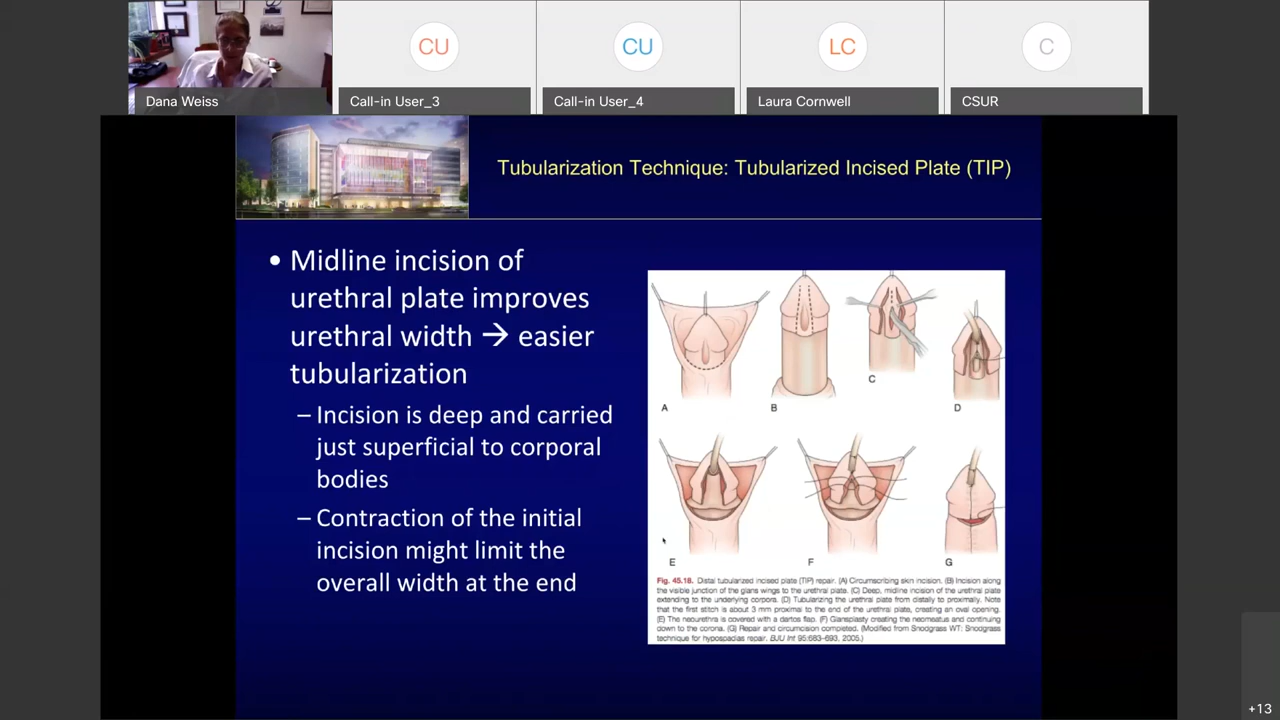 CU
CU
LC
C
Dana Weiss
Call-in User_3
Call-in User_4
Laura Cornwell
CSUR
Tubularization Technique: Tubularized Incised Plate (TIP)
• Midline incision of
urethral plate improves
urethral width → easier
tubularization
– Incision is deep and carried
just superficial to corporal
bodies
– Contraction of the initial
incision might limit the
overall width at the end
A
B
C
D
E
F
G
Fig. 45.18. Distal tubularized incised plate (TIP) repair. (A) Circumscribing skin incision. (B) Incision along
the visible junction of the glans wings to the urethral plate. (C) Deep, midline incision of the urethral plate
extending to the underlying corpora. (D) Tubularizing the urethral plate from distally to proximally. Note
that the first stitch is about 3 mm proximal to the end of the urethral plate, creating an oval opening.
(E) The neourethra is covered with a dartos flap. (F) Glansplasty creating the neomeatus and continuing
down to the corona. (G) Repair and circumcision completed. (Modified from Snodgrass WT: Snodgrass
technique for hypospadias repair. BJU Int 95:683–693, 2005.)
+13